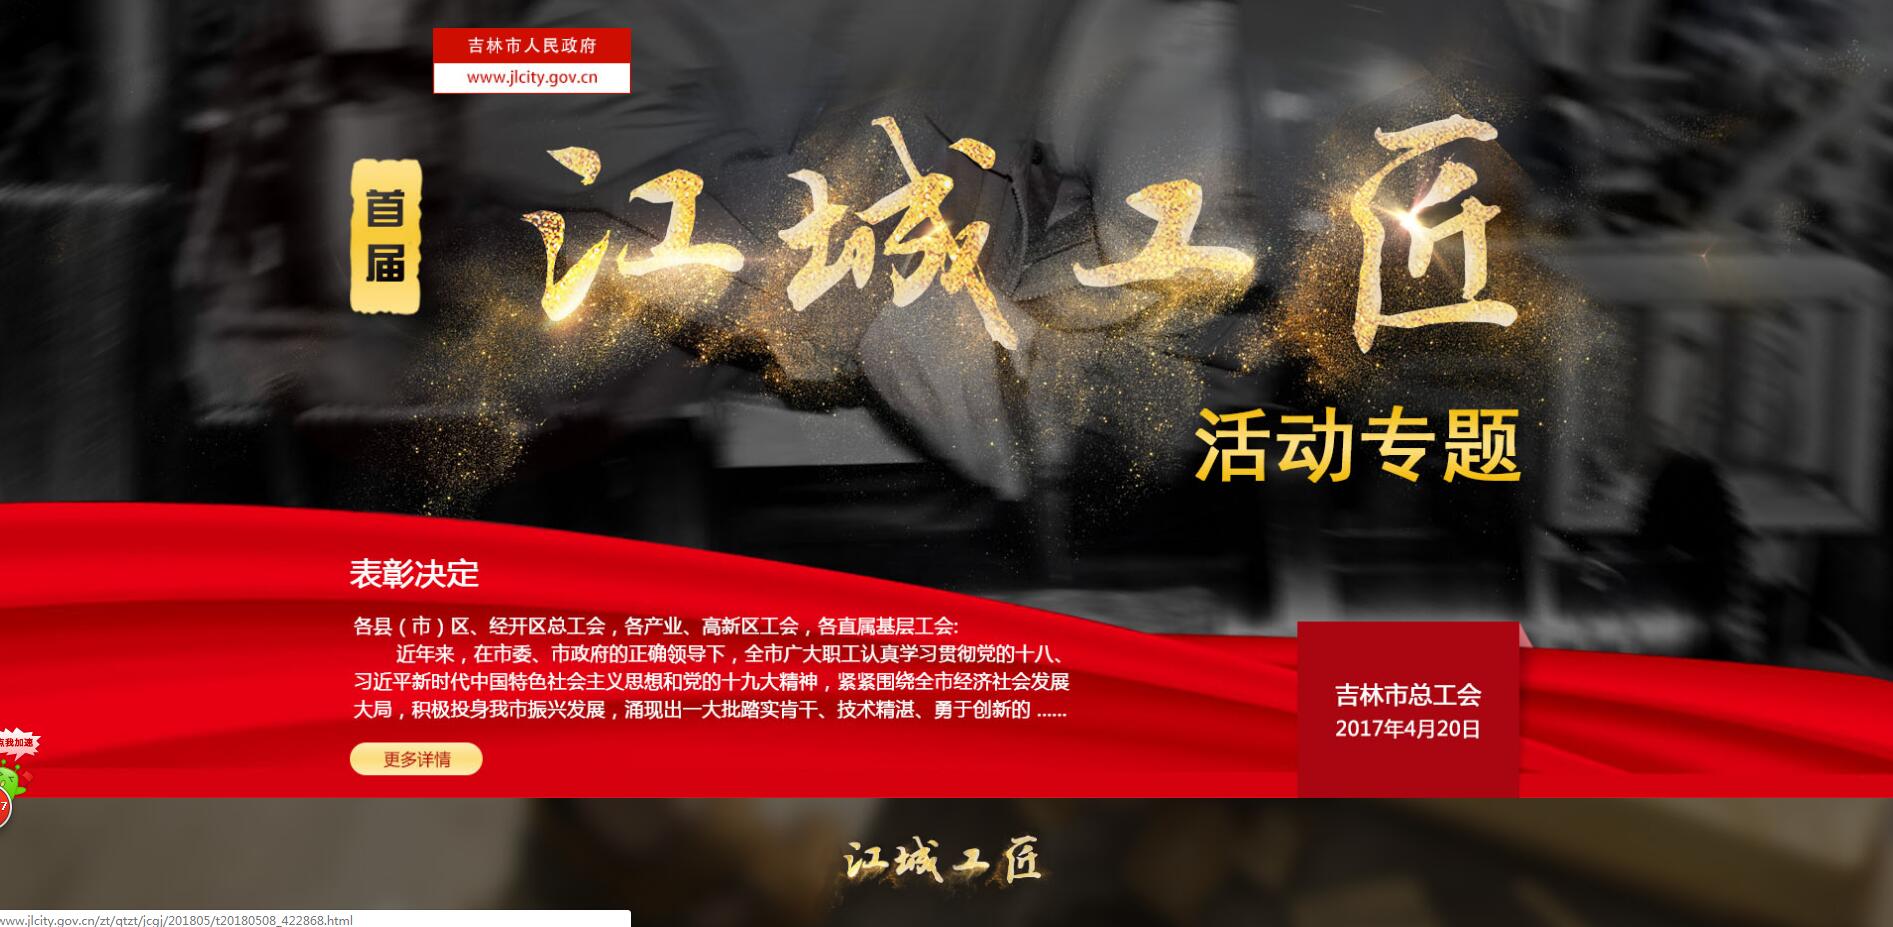 吉林市人民政府
www.jlcity.gov.cn
首届
江城工匠
活动专题
表彰决定
各县（市）区、经开区总工会，各产业、高新区工会，各直属基层工会:
近年来，在市委、市政府的正确领导下，全市广大职工认真学习贯彻党的十八、
习近平新时代中国特色社会主义思想和党的十九大精神，紧紧围绕全市经济社会发展
大局，积极投身我市振兴发展，涌现出一大批踏实肯干、技术精湛、勇于创新的 ......
更多详情
吉林市总工会
2017年4月20日
点我加速
7
江城工匠
www.jlcity.gov.cn/zt/qtzt/jcgj/201805/t20180508_422868.html